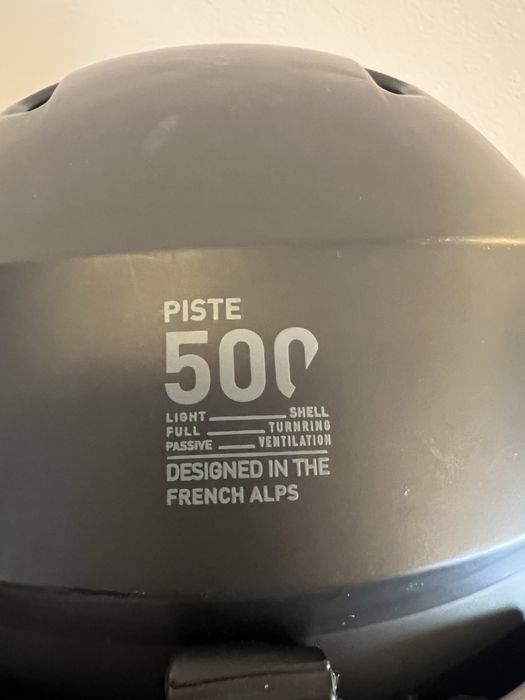 PISTE
500
LIGHT SHELL
FULL TURNRING
PASSIVE VENTILATION
DESIGNED IN THE
FRENCH ALPS